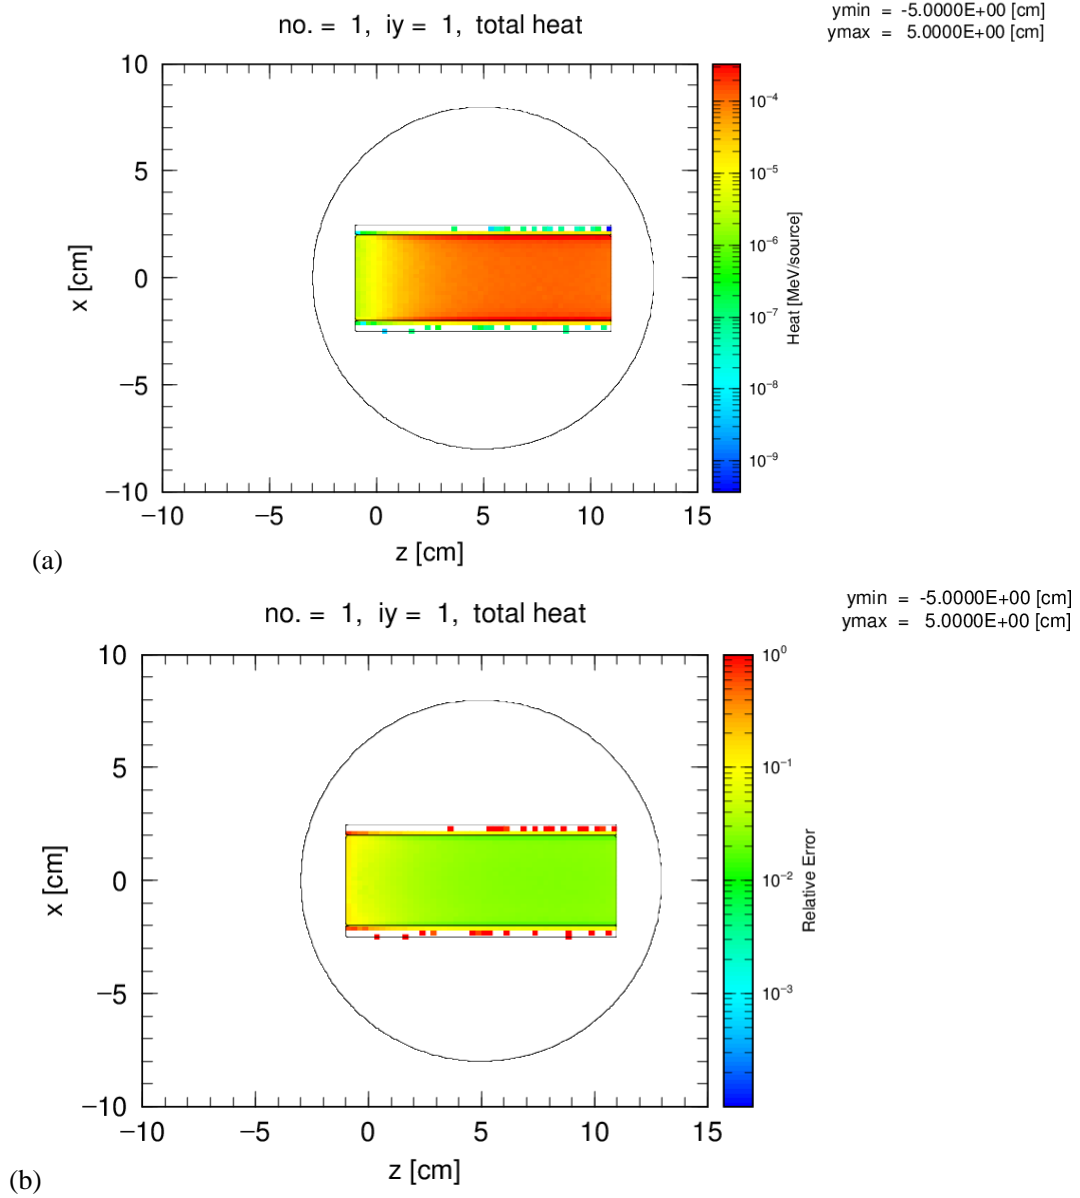 no. =  1,  iy =  1,  total heat
ymin = -5.0000E+00 [cm]
ymax =  5.0000E+00 [cm]
10
5
0
−5
−10
x [cm]
−10 −5 0 5 10 15
z [cm]
10⁻⁴
10⁻⁵
10⁻⁶
10⁻⁷
10⁻⁸
10⁻⁹
Heat [MeV/source]
(a)
no. =  1,  iy =  1,  total heat
ymin = -5.0000E+00 [cm]
ymax =  5.0000E+00 [cm]
10
5
0
−5
−10
x [cm]
−10 −5 0 5 10 15
z [cm]
10⁰
10⁻¹
10⁻²
10⁻³
Relative Error
(b)